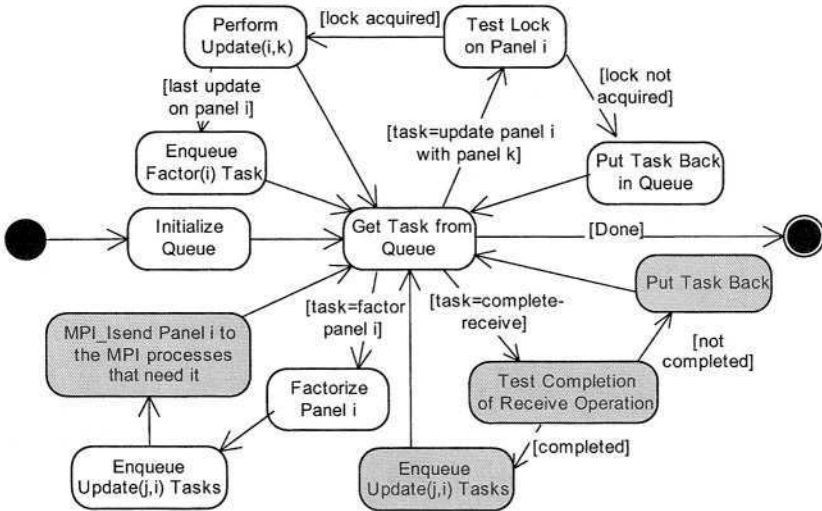 Perform
Update(i,k)
[lock acquired]
Test Lock
on Panel i
[last update
on panel i]
[lock not
acquired]
[task=update panel i
with panel k]
Enqueue
Factor(i) Task
Put Task Back
in Queue
Initialize
Queue
Get Task from
Queue
[Done]
MPI_Isend Panel i to
the MPI processes
that need it
[task=factor
panel i]
[task=complete-
receive]
Put Task Back
[not
completed]
Factorize
Panel i
Test Completion
of Receive Operation
[completed]
Enqueue
Update(j,i) Tasks
Enqueue
Update(j,i) Tasks